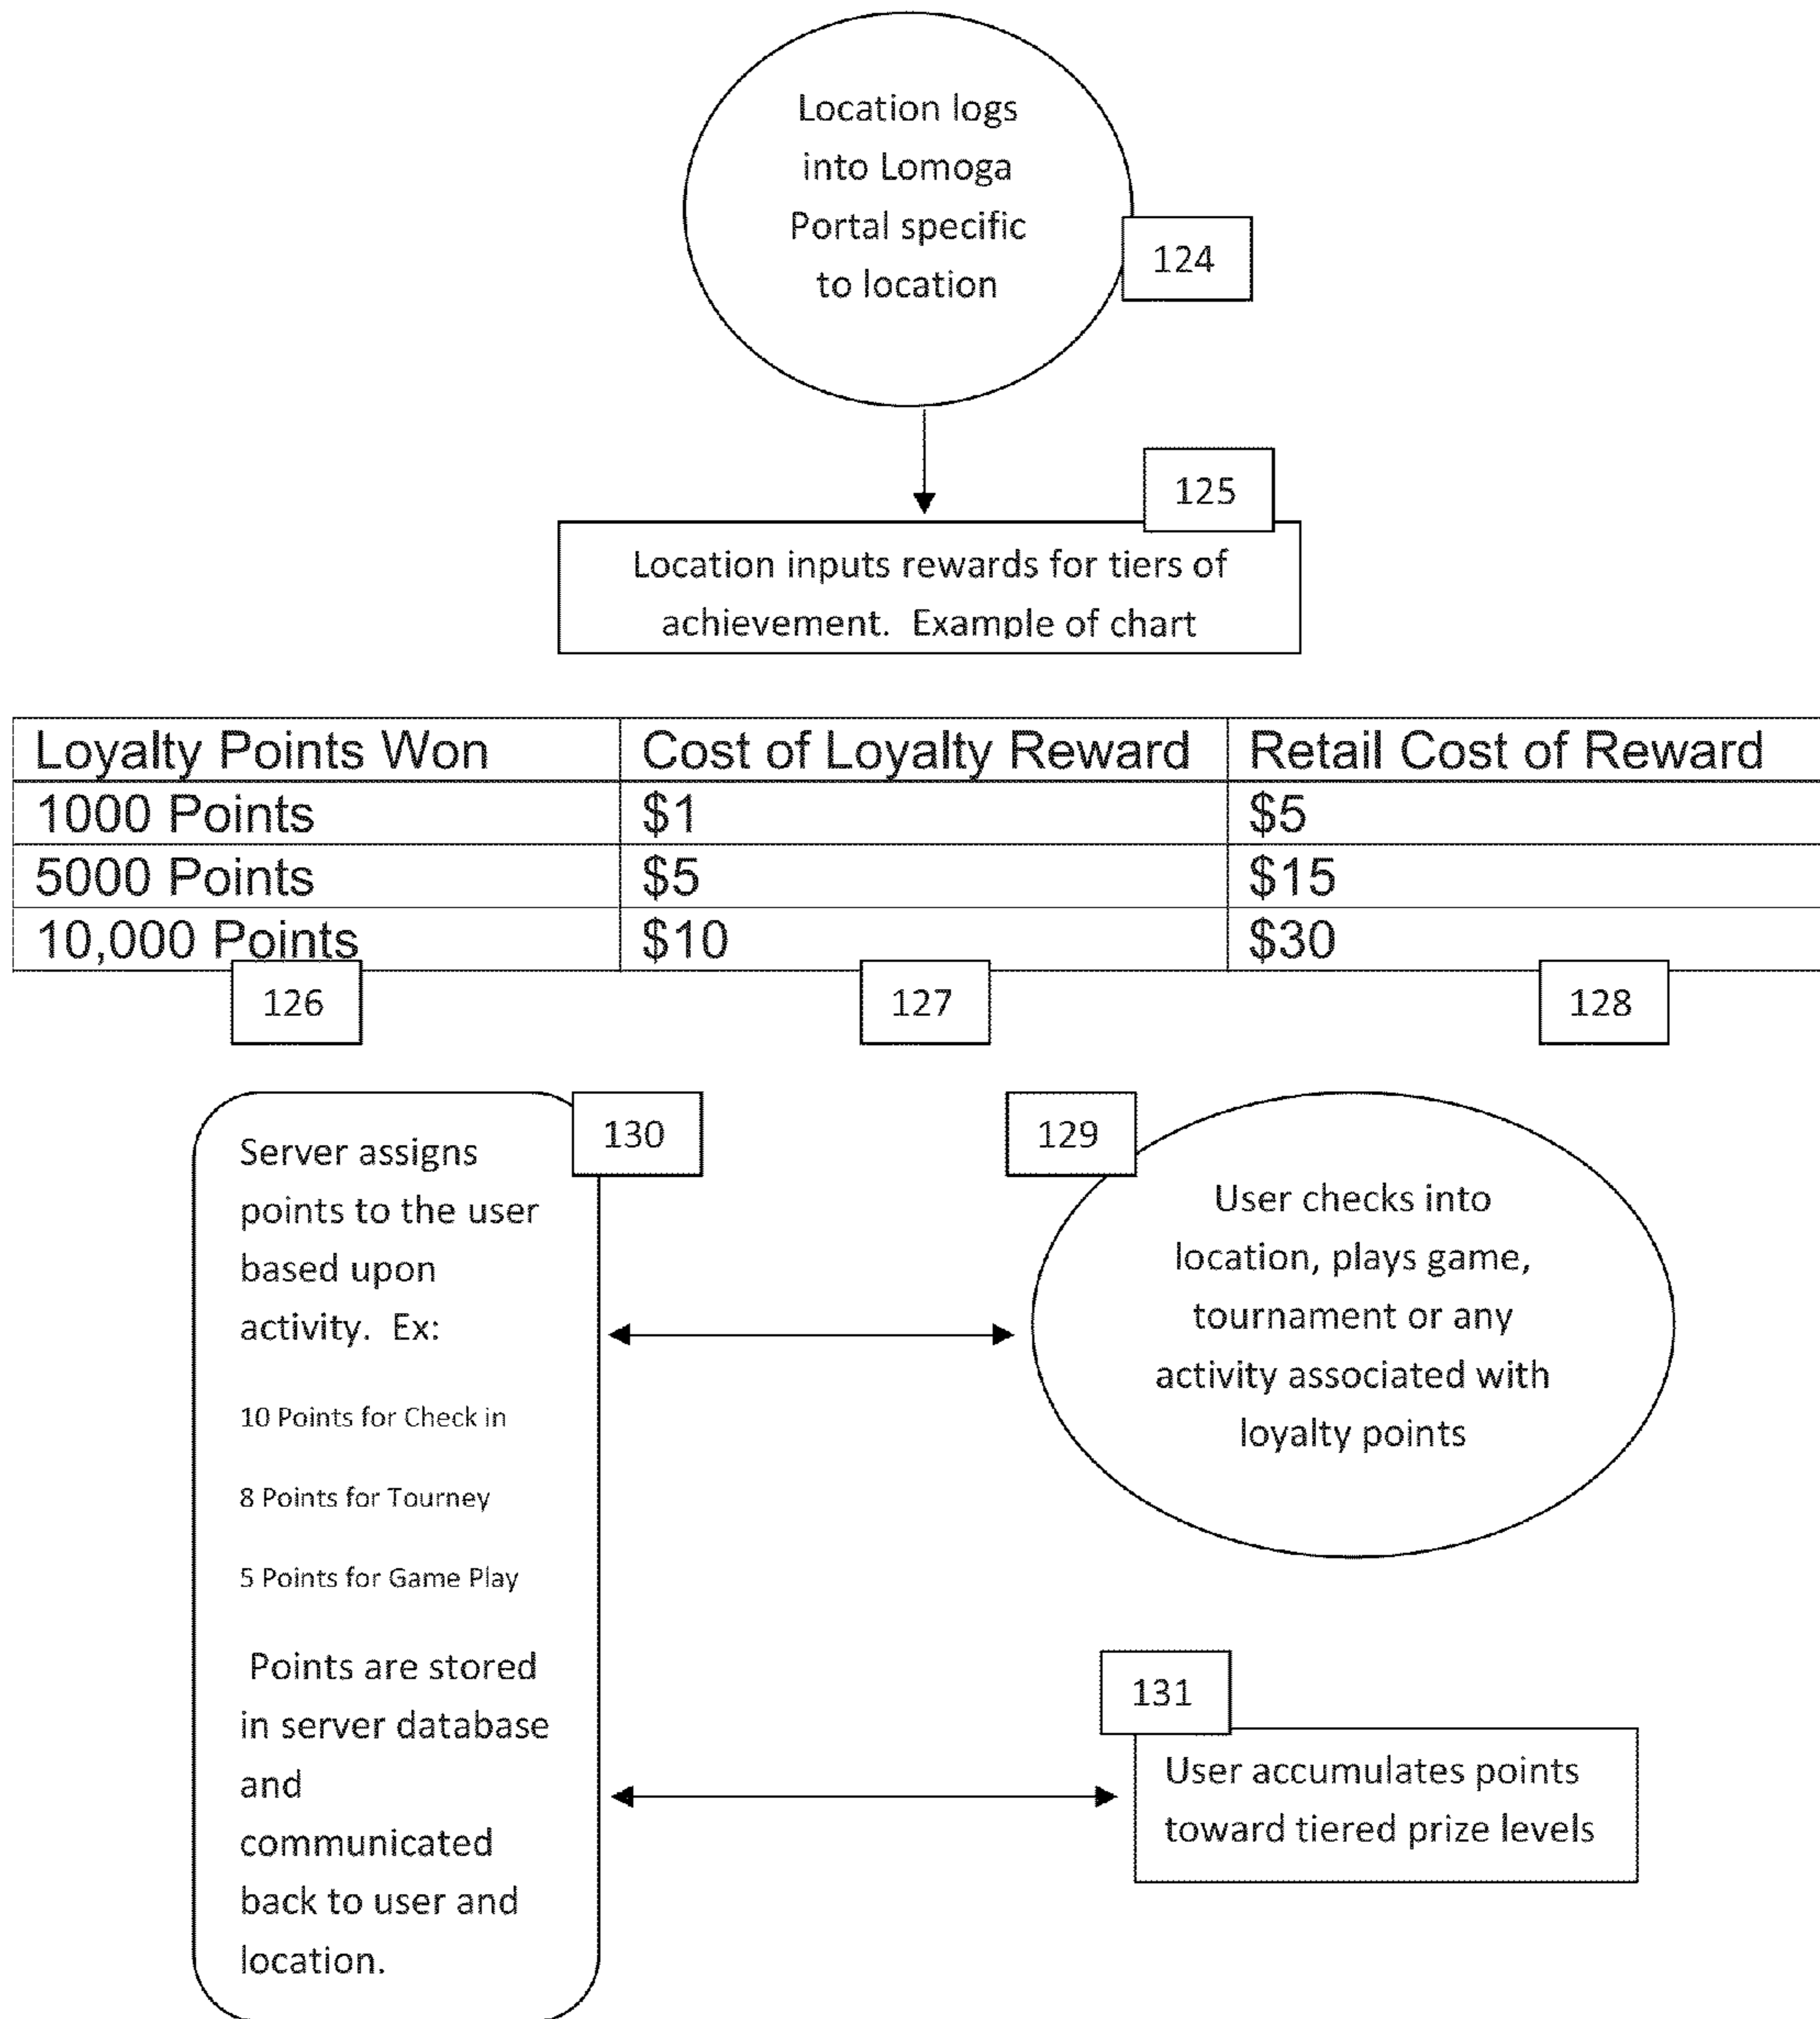 Location logs
into Lomoga
Portal specific
to location
124
125
Location inputs rewards for tiers of
achievement.  Example of chart
Loyalty Points Won Cost of Loyalty Reward Retail Cost of Reward
1000 Points $1 $5
5000 Points $5 $15
10,000 Points $10 $30
126 127 128
130
Server assigns
points to the user
based upon
activity.  Ex:
10 Points for Check in
8 Points for Tourney
5 Points for Game Play
Points are stored
in server database
and
communicated
back to user and
location.
129
User checks into
location, plays game,
tournament or any
activity associated with
loyalty points
131
User accumulates points
toward tiered prize levels